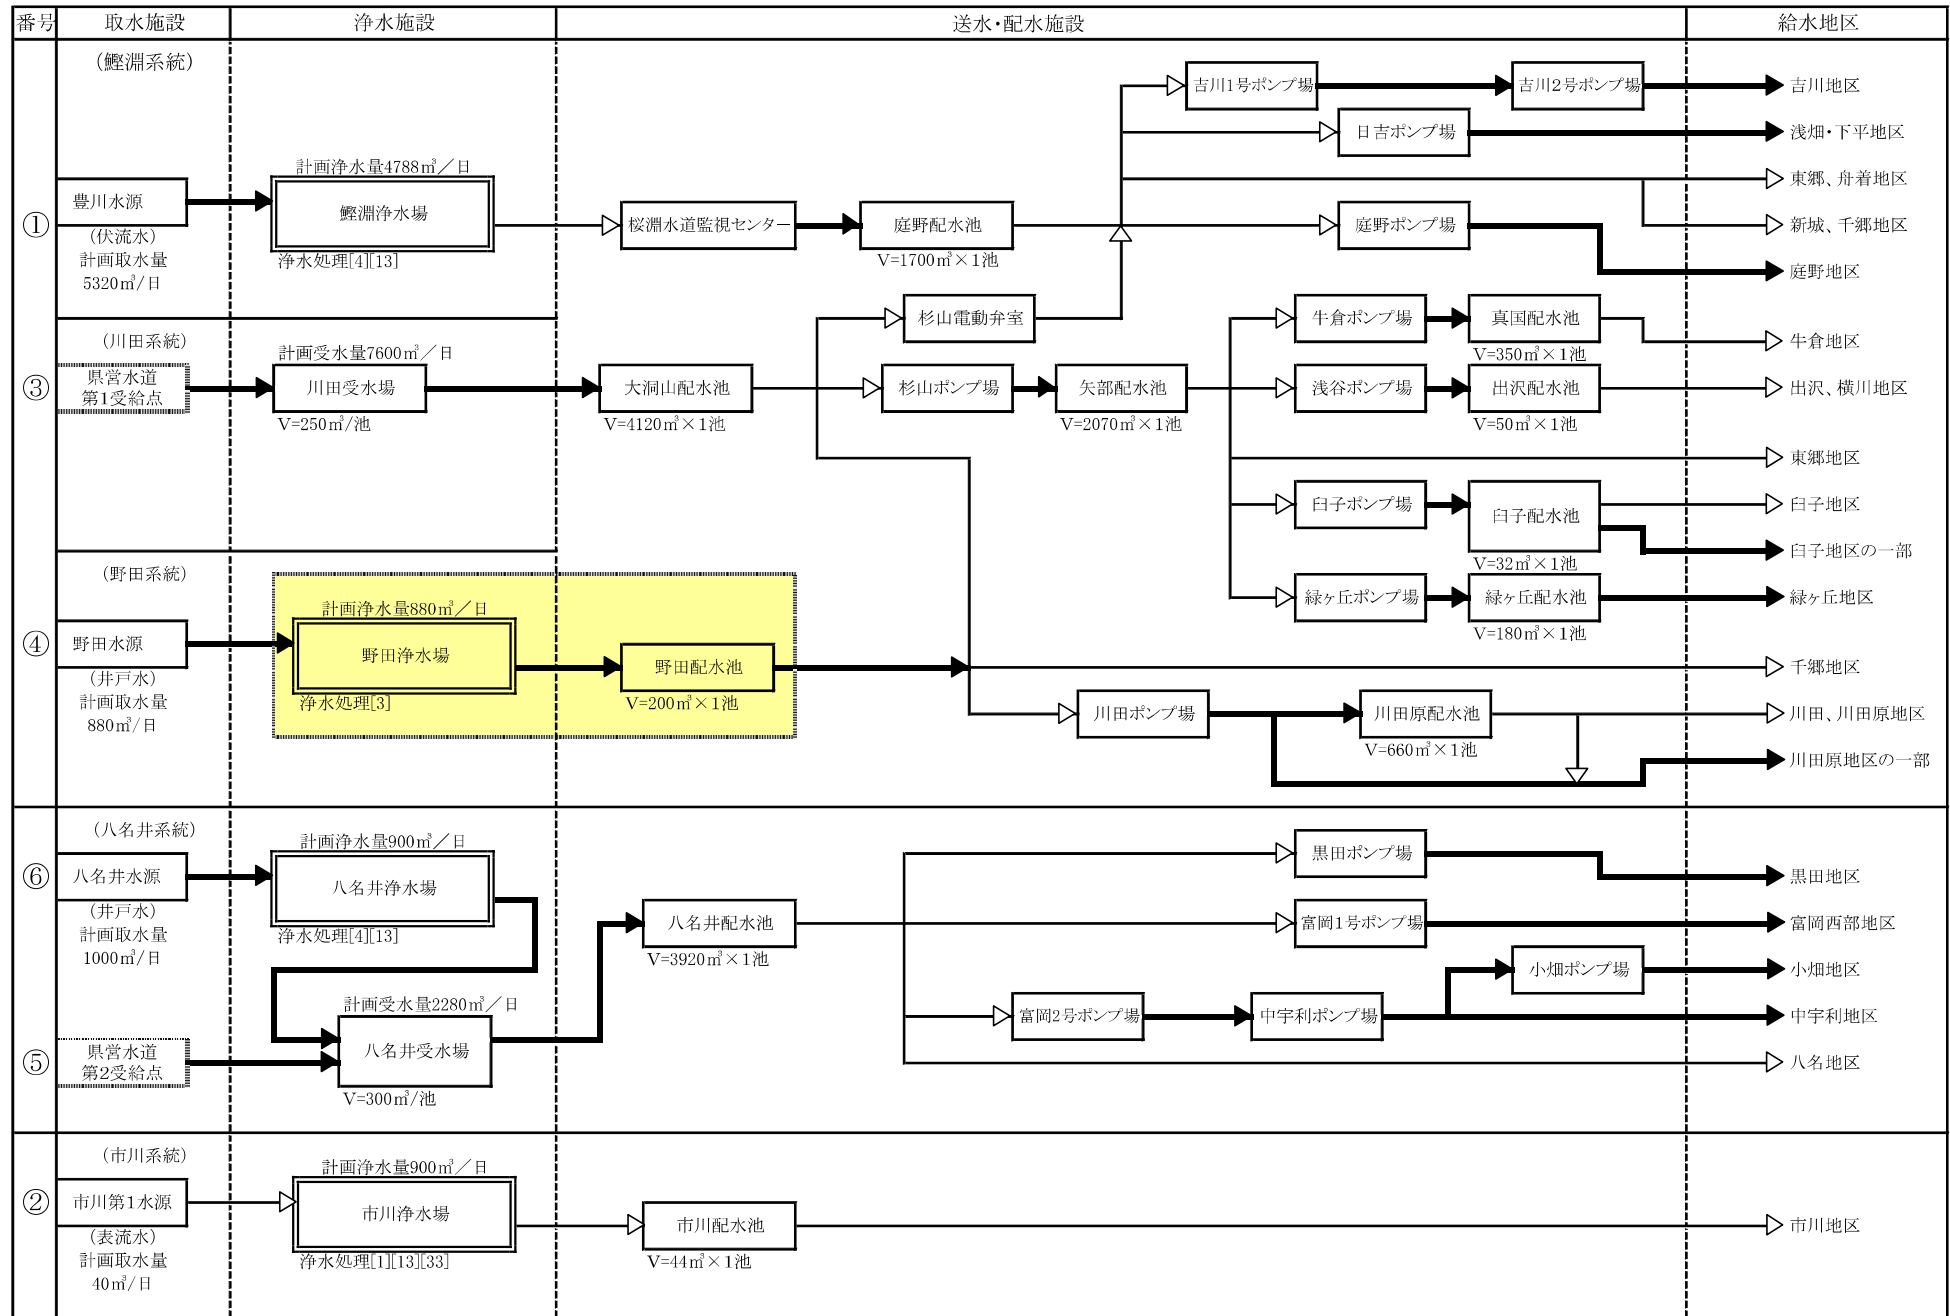 番号 取水施設 浄水施設 送水・配水施設 給水地区
(鰹淵系統)
吉川1号ポンプ場 吉川2号ポンプ場 吉川地区
日吉ポンプ場 浅畑・下平地区
計画浄水量4788㎥/日
東郷、舟着地区
豊川水源
鰹淵浄水場
① 桜淵水道監視センター 庭野配水池 庭野ポンプ場 新城、千郷地区
(伏流水)
計画取水量
浄水処理[4][13]
V=1700㎥×1池
庭野地区
5320㎥/日
杉山電動弁室 牛倉ポンプ場 真国配水池
(川田系統)
牛倉地区
計画受水量7600㎥/日
V=350㎥×1池
県営水道
第1受給点
③ 川田受水場 大洞山配水池 杉山ポンプ場 矢部配水池 浅谷ポンプ場 出沢配水池 出沢、横川地区
V=250㎥/池 V=4120㎥×1池 V=2070㎥×1池 V=50㎥×1池
東郷地区
臼子ポンプ場 臼子配水池 臼子地区
臼子地区の一部
V=32㎥×1池
(野田系統)
緑ヶ丘ポンプ場 緑ヶ丘配水池 緑ヶ丘地区
計画浄水量880㎥/日
V=180㎥×1池
④ 野田水源 野田浄水場 野田配水池 千郷地区
(井戸水)
計画取水量
880㎥/日
浄水処理[3] V=200㎥×1池
川田ポンプ場 川田原配水池 川田、川田原地区
V=660㎥×1池
川田原地区の一部
(八名井系統)
計画浄水量900㎥/日
黒田ポンプ場
⑥ 八名井水源 八名井浄水場 黒田地区
(井戸水)
計画取水量
1000㎥/日
浄水処理[4][13]
八名井配水池 富岡1号ポンプ場 富岡西部地区
V=3920㎥×1池
小畑ポンプ場 小畑地区
計画受水量2280㎥/日
富岡2号ポンプ場 中宇利ポンプ場 中宇利地区
県営水道
第2受給点
⑤ 八名井受水場 八名地区
V=300㎥/池
(市川系統)
計画浄水量900㎥/日
② 市川第1水源 市川浄水場 市川配水池 市川地区
(表流水)
計画取水量
40㎥/日
浄水処理[1][13][33] V=44㎥×1池